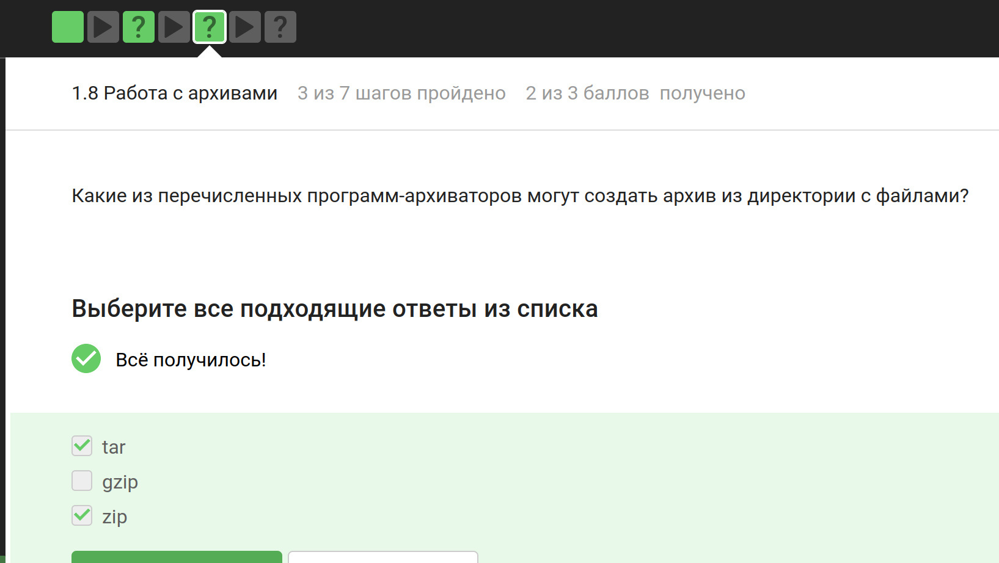 ? ? ?
1.8 Работа с архивами 3 из 7 шагов пройдено 2 из 3 баллов получено
Какие из перечисленных программ-архиваторов могут создать архив из директории с файлами?
Выберите все подходящие ответы из списка
Всё получилось!
tar
gzip
zip